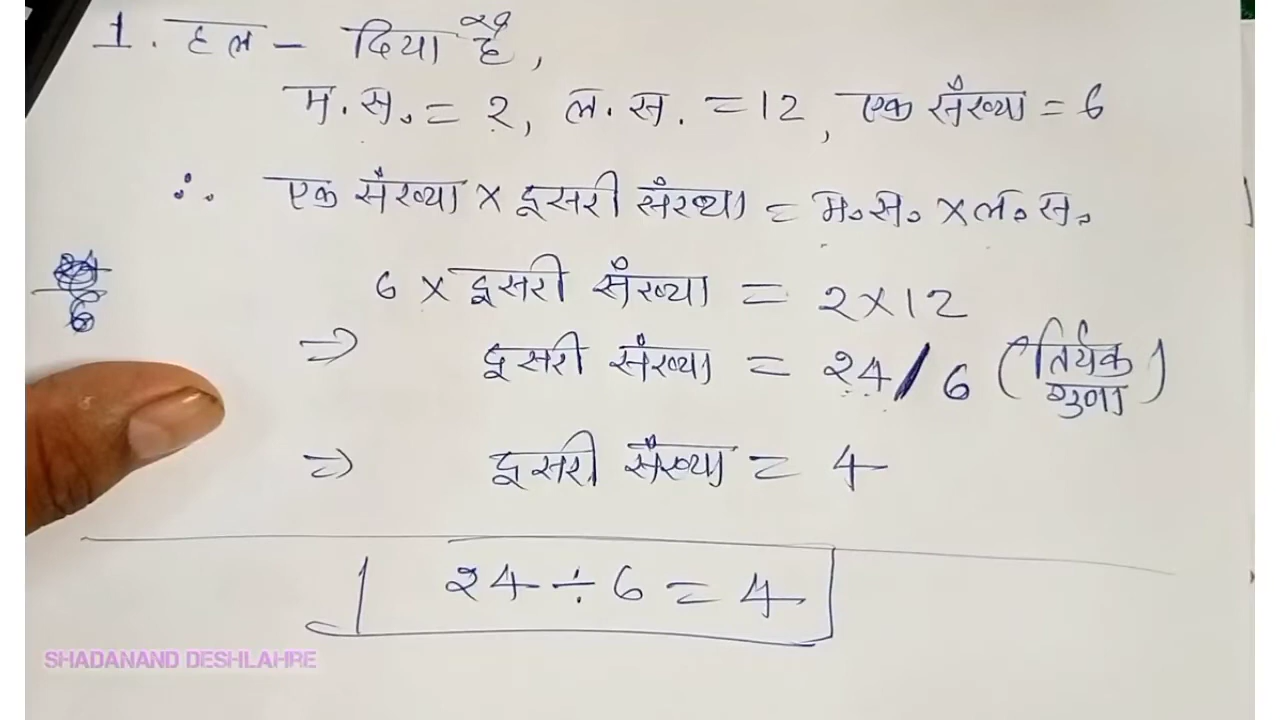 1. हल - दिया है,
म. स. = 2, ल. स. = 12, एक सँख्या = 6
∴ एक सँख्या × दूसरी सँख्या = म. स. × ल. स.
6 × दूसरी सँख्या = 2 × 12
⇒ दूसरी सँख्या = 24 / 6 (तिर्यक गुणा)
⇒ दूसरी सँख्या = 4
24 ÷ 6 = 4
SHADANAND DESHLAHRE